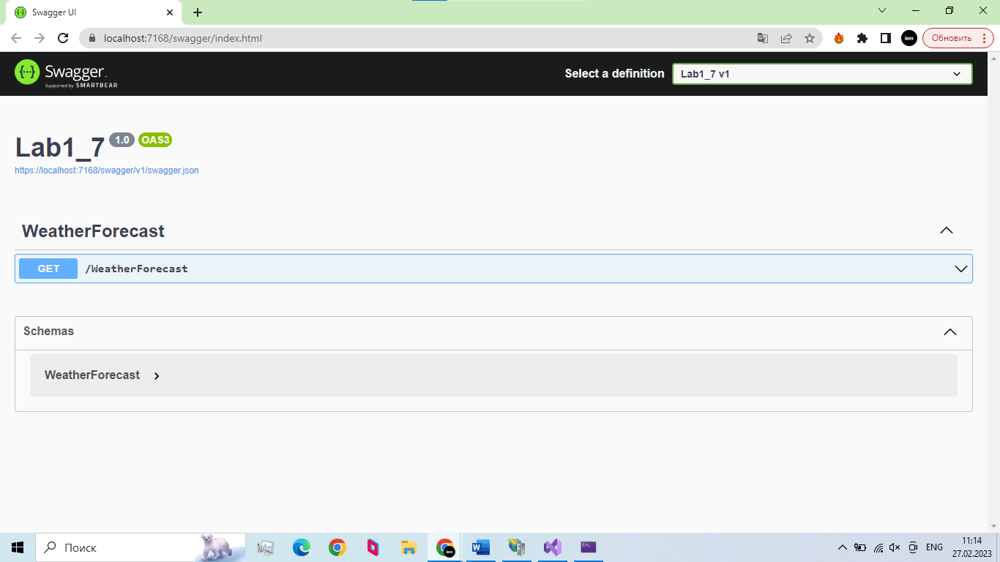 Swagger UI
localhost:7168/swagger/index.html
Обновить
Swagger
Supported by SMARTBEAR
Select a definition
Lab1_7 v1
Lab1_7 1.0 OAS3
https://localhost:7168/swagger/v1/swagger.json
WeatherForecast
GET /WeatherForecast
Schemas
WeatherForecast
Поиск
ENG
11:14
27.02.2023